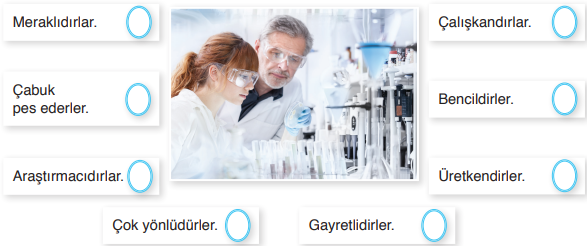 Meraklıdırlar.
Çalışkandırlar.
Çabuk
pes ederler.
Bencildirler.
Araştırmacıdırlar.
Üretkendirler.
Çok yönlüdürler.
Gayretlidirler.